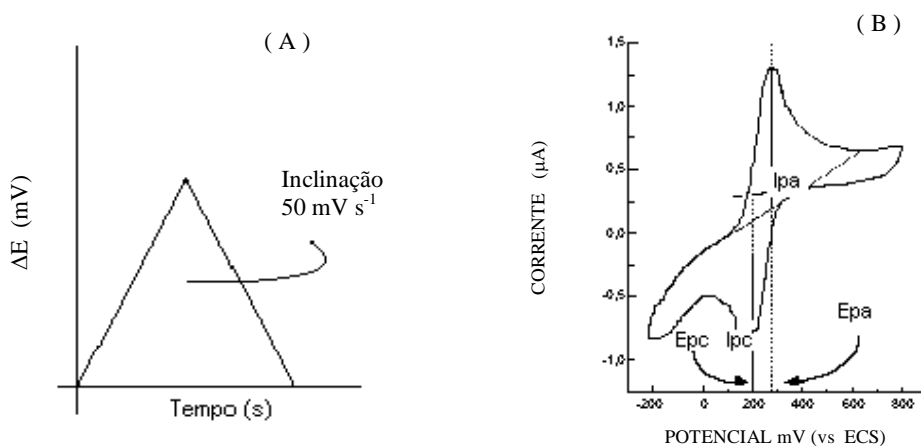 ( A )
ΔE (mV)
Inclinação
50 mV s-1
Tempo (s)
( B )
CORRENTE (µA)
1,5
1,0
0,5
0,0
-0,5
-1,0
Ipa
Epc
Ipc
Epa
-200 0 200 400 600 800
POTENCIAL mV (vs ECS)